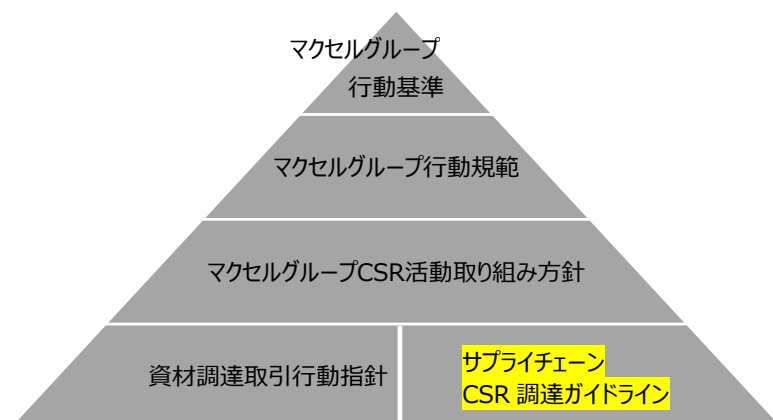 マクセルグループ
行動基準
マクセルグループ行動規範
マクセルグループCSR活動取り組み方針
資材調達取引行動指針
サプライチェーン
CSR 調達ガイドライン